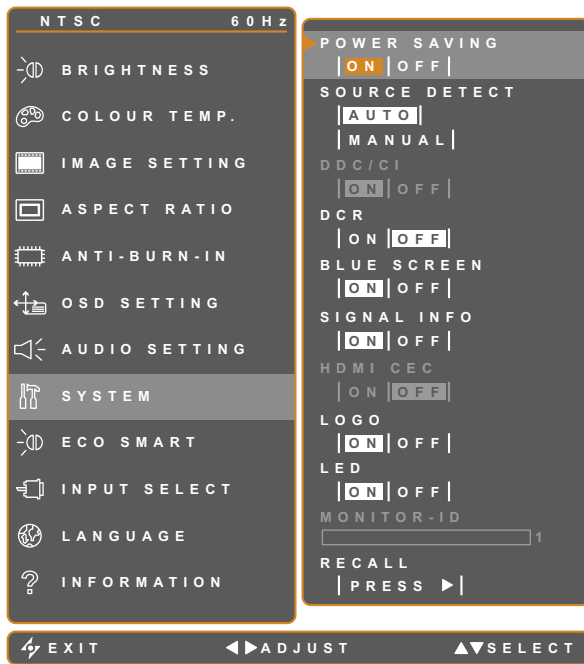 NTSC 60Hz
BRIGHTNESS
COLOUR TEMP.
IMAGE SETTING
ASPECT RATIO
ANTI-BURN-IN
OSD SETTING
AUDIO SETTING
SYSTEM
ECO SMART
INPUT SELECT
LANGUAGE
INFORMATION
POWER SAVING
ON OFF
SOURCE DETECT
AUTO
MANUAL
DDC/CI
ON OFF
DCR
ON OFF
BLUE SCREEN
ON OFF
SIGNAL INFO
ON OFF
HDMI CEC
ON OFF
LOGO
ON OFF
LED
ON OFF
MONITOR-ID
1
RECALL
PRESS
EXIT ADJUST SELECT